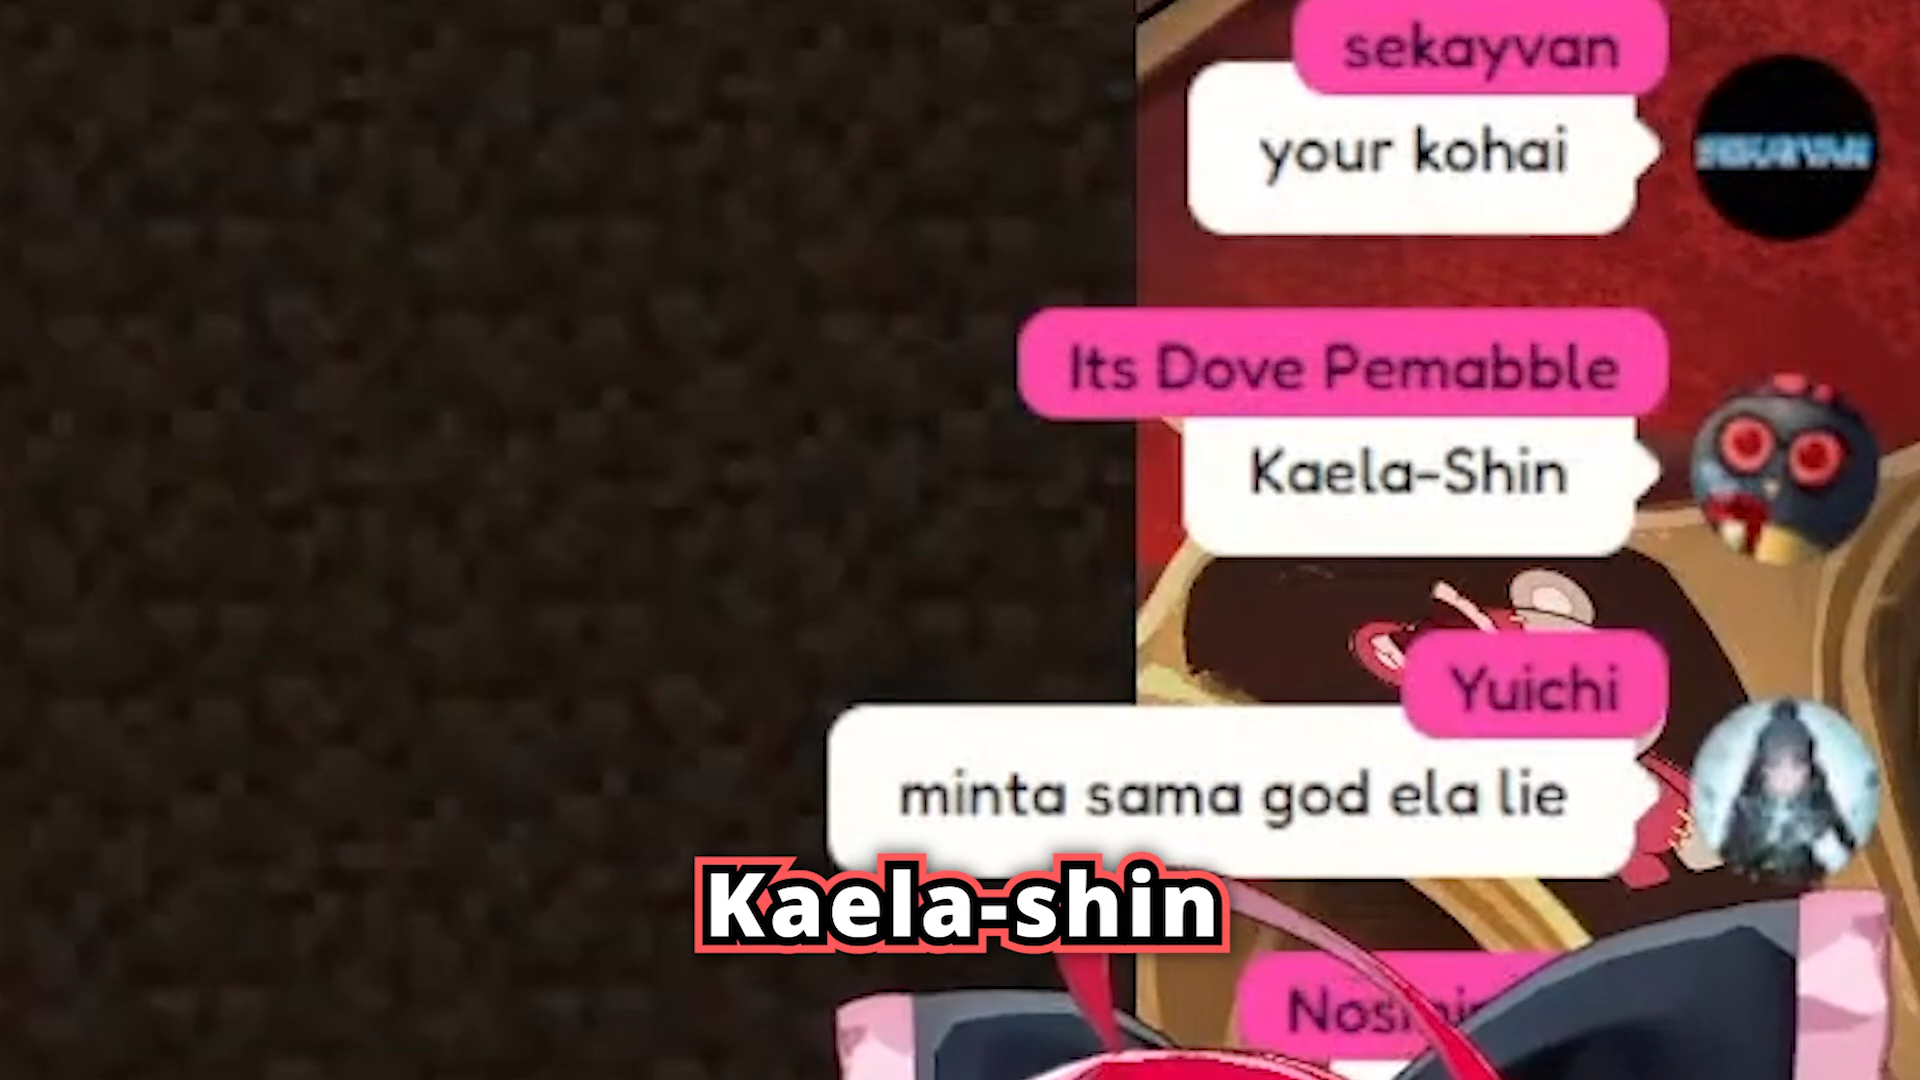 sekayvan
your kohai
Its Dove Pemabble
Kaela-Shin
Yuichi
minta sama god ela lie
Kaela-shin